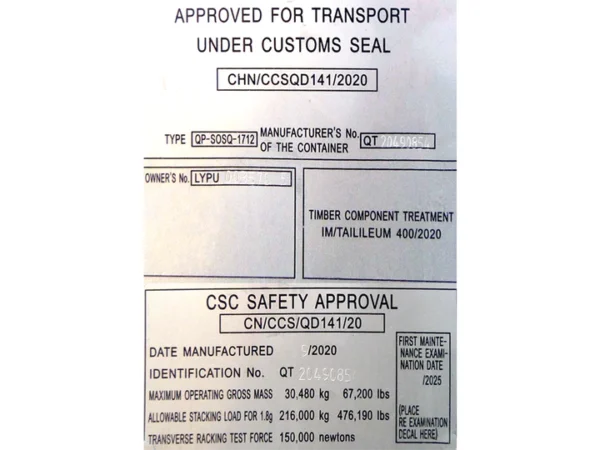 APPROVED FOR TRANSPORT
UNDER CUSTOMS SEAL
CHN/CCSQD141/2020
TYPE QP-SOSQ-1712 MANUFACTURER'S No. OF THE CONTAINER QT
OWNER'S No. LYPU
TIMBER COMPONENT TREATMENT
IM/TAILILEUM 400/2020
CSC SAFETY APPROVAL
CN/CCS/QD141/20
DATE MANUFACTURED /2020
IDENTIFICATION No. QT
MAXIMUM OPERATING GROSS MASS 30,480 kg 67,200 lbs
ALLOWABLE STACKING LOAD FOR 1.8g 216,000 kg 476,190 lbs
TRANSVERSE RACKING TEST FORCE 150,000 newtons
FIRST MAINTE-
NANCE EXAMI-
NATION DATE
/2025
(PLACE
RE EXAMINATION
DECAL HERE)